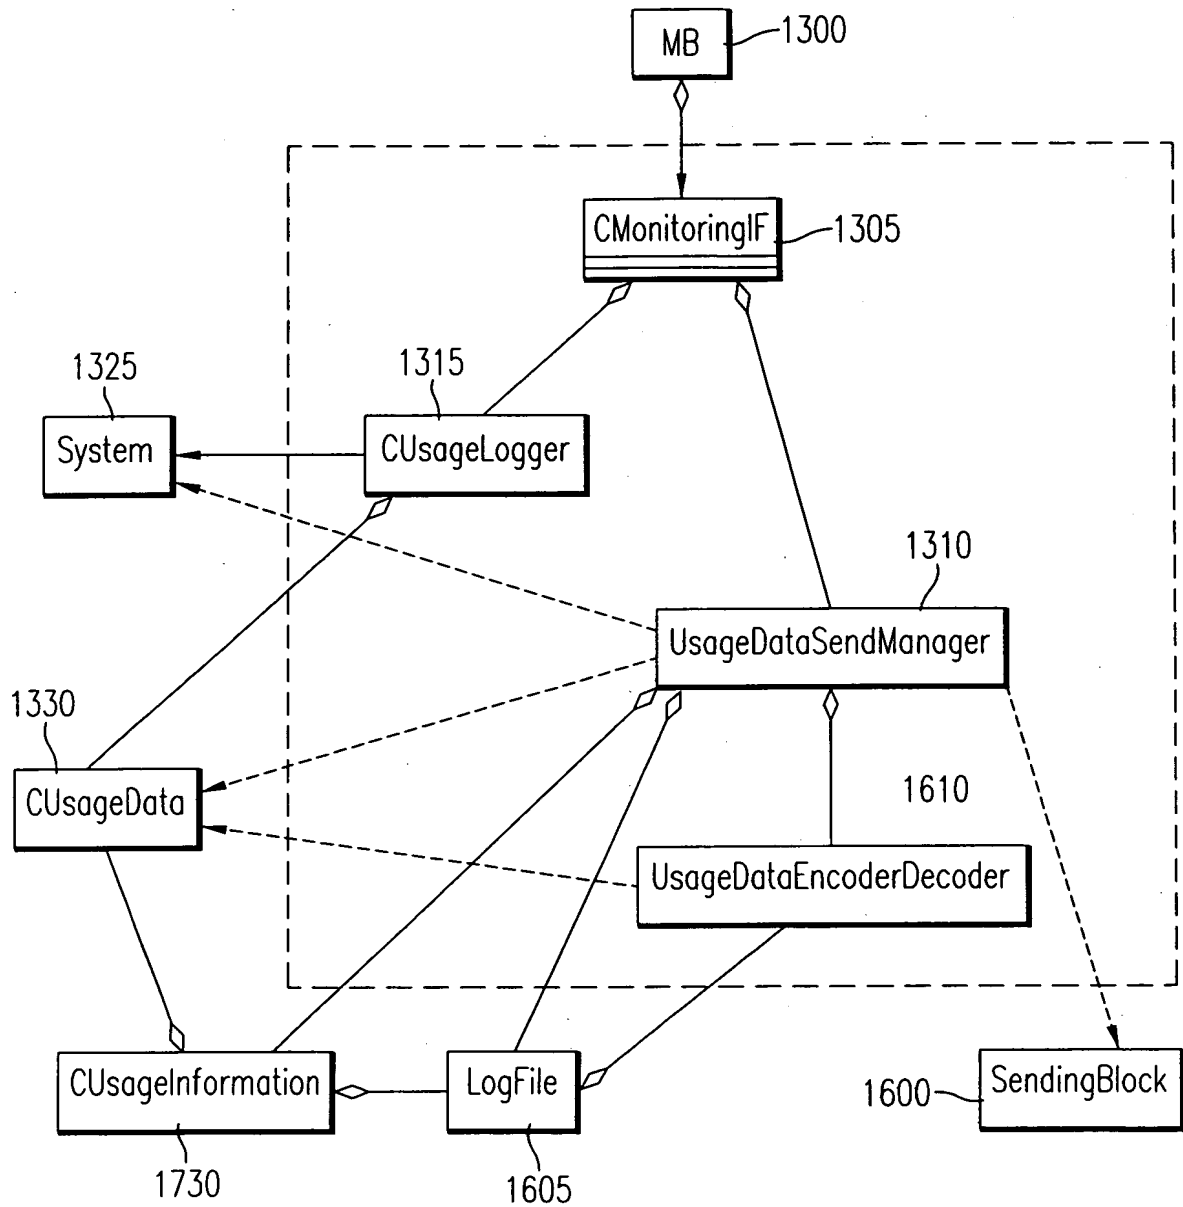 MB
1300
CMonitoringIF
1305
1325
1315
System
CUsageLogger
1310
UsageDataSendManager
1330
CUsageData
1610
UsageDataEncoderDecoder
CUsageInformation
LogFile
SendingBlock
1600
1730
1605